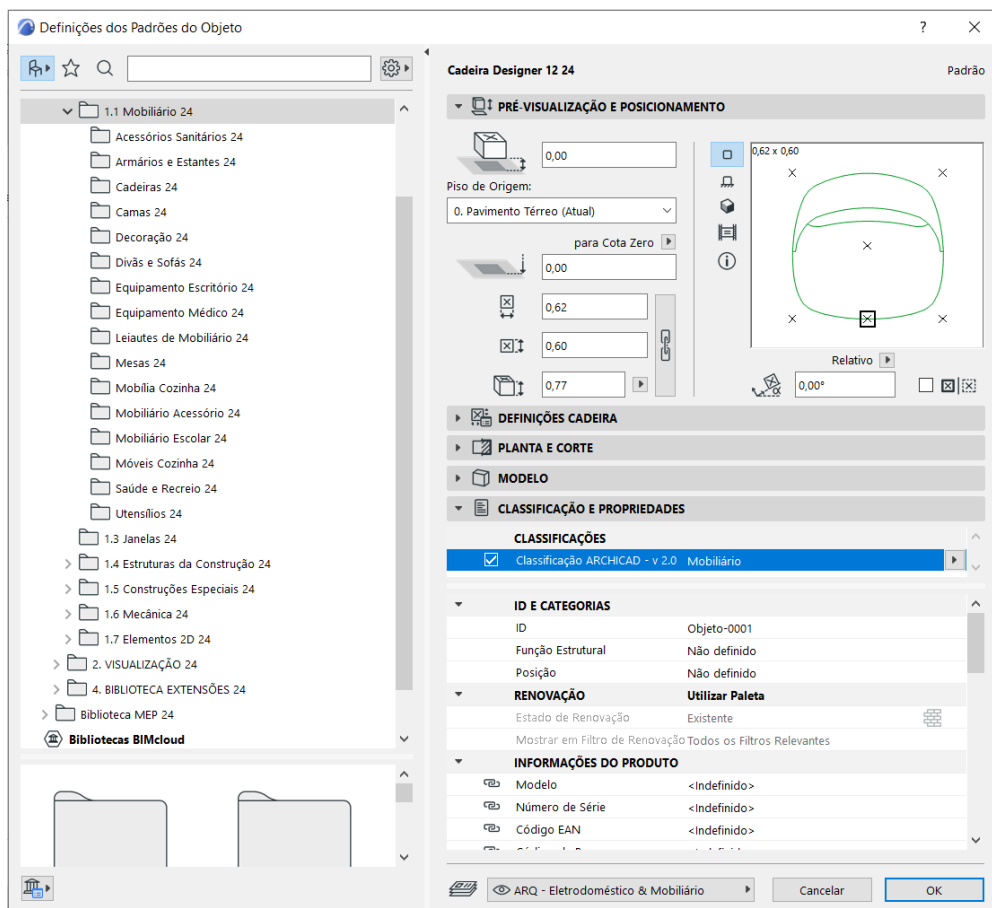 Definições dos Padrões do Objeto
?
1.1 Mobiliário 24
Acessórios Sanitários 24
Armários e Estantes 24
Cadeiras 24
Camas 24
Decoração 24
Divãs e Sofás 24
Equipamento Escritório 24
Equipamento Médico 24
Leiautes de Mobiliário 24
Mesas 24
Mobília Cozinha 24
Mobiliário Acessório 24
Mobiliário Escolar 24
Móveis Cozinha 24
Saúde e Recreio 24
Utensílios 24
1.3 Janelas 24
1.4 Estruturas da Construção 24
1.5 Construções Especiais 24
1.6 Mecânica 24
1.7 Elementos 2D 24
2. VISUALIZAÇÃO 24
4. BIBLIOTECA EXTENSÕES 24
Biblioteca MEP 24
Bibliotecas BIMcloud
Cadeira Designer 12 24
Padrão
PRÉ-VISUALIZAÇÃO E POSICIONAMENTO
0,00
Piso de Origem:
0. Pavimento Térreo (Atual)
para Cota Zero
0,00
0,62
0,60
0,77
0,62 x 0,60
Relativo
α
0,00°
DEFINIÇÕES CADEIRA
PLANTA E CORTE
MODELO
CLASSIFICAÇÃO E PROPRIEDADES
CLASSIFICAÇÕES
Classificação ARCHICAD - v 2.0 Mobiliário
ID E CATEGORIAS
ID Objeto-0001
Função Estrutural Não definido
Posição Não definido
RENOVAÇÃO Utilizar Paleta
Estado de Renovação Existente
Mostrar em Filtro de Renovação Todos os Filtros Relevantes
INFORMAÇÕES DO PRODUTO
Modelo <Indefinido>
Número de Série <Indefinido>
Código EAN <Indefinido>
ARQ - Eletrodoméstico & Mobiliário
Cancelar
OK